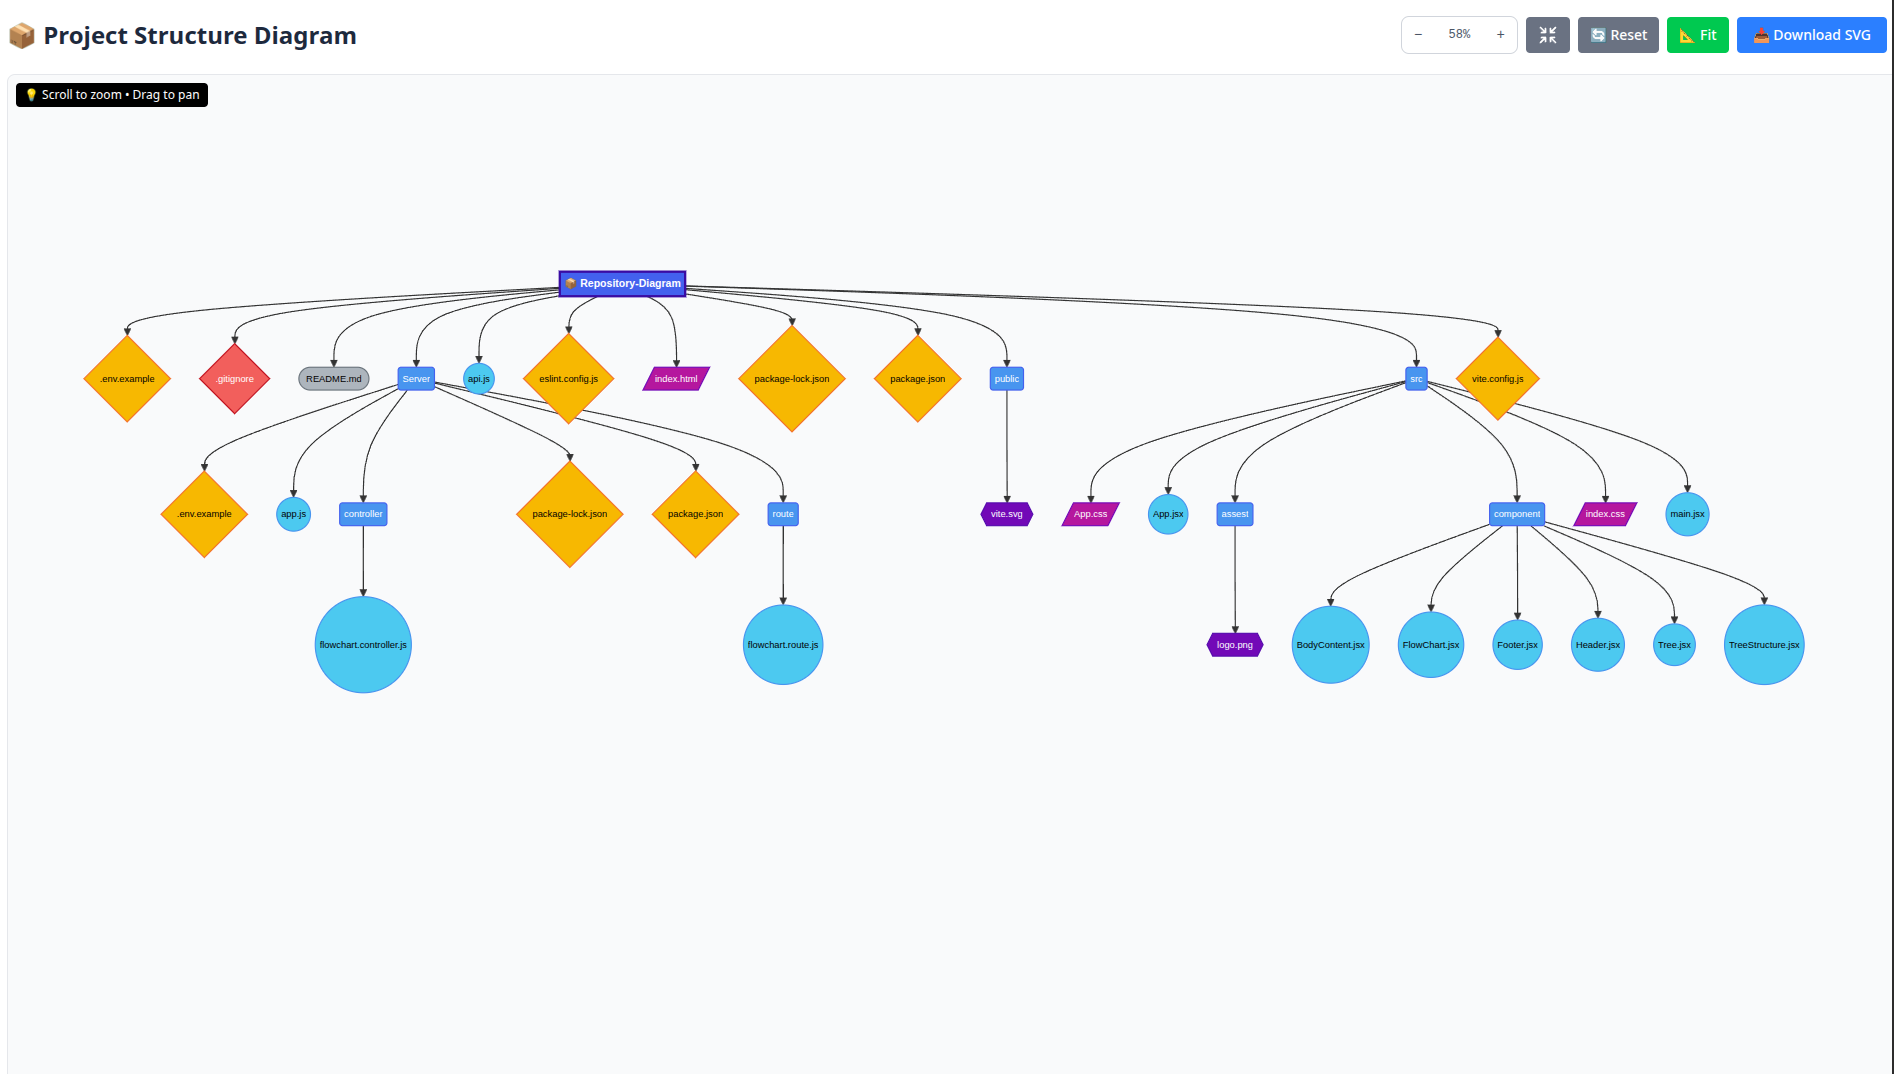 📦 Project Structure Diagram
− 58% +
🔄 Reset
📐 Fit
📥 Download SVG
💡 Scroll to zoom • Drag to pan
📦 Repository-Diagram
.env.example
.gitignore
README.md
Server
api.js
eslint.config.js
index.html
package-lock.json
package.json
public
src
vite.config.js
.env.example
app.js
controller
package-lock.json
package.json
route
vite.svg
App.css
App.jsx
assest
component
index.css
main.jsx
flowchart.controller.js
flowchart.route.js
logo.png
BodyContent.jsx
FlowChart.jsx
Footer.jsx
Header.jsx
Tree.jsx
TreeStructure.jsx